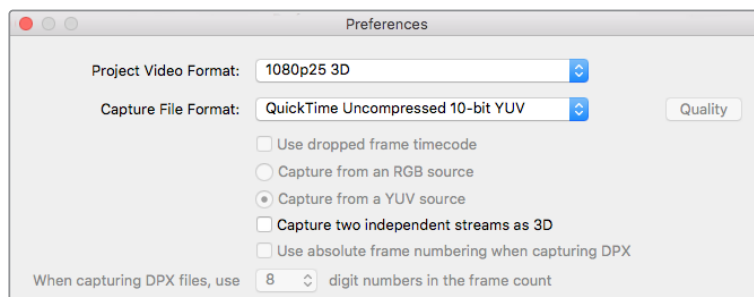 Preferences
Project Video Format: 1080p25 3D
Capture File Format: QuickTime Uncompressed 10-bit YUV Quality
Use dropped frame timecode
Capture from an RGB source
Capture from a YUV source
Capture two independent streams as 3D
Use absolute frame numbering when capturing DPX
When capturing DPX files, use 8 digit numbers in the frame count